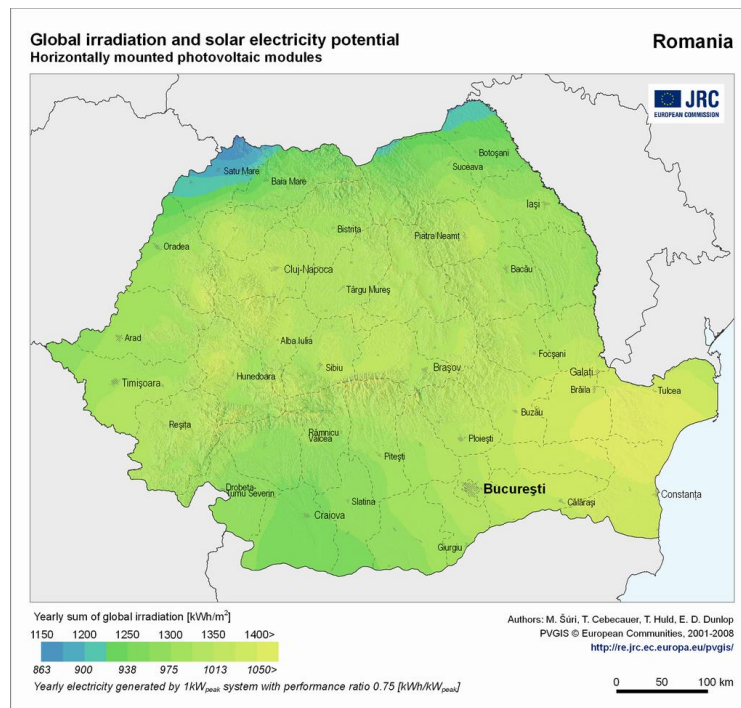 Global irradiation and solar electricity potential
Horizontally mounted photovoltaic modules
Romania
JRC
EUROPEAN COMMISSION
Botoşani
Suceava
Satu Mare
Baia Mare
Iaşi
Bistriţa
Piatra Neamţ
Oradea
Cluj-Napoca
Bacău
Târgu Mureş
Arad
Alba Iulia
Focşani
Sibiu
Braşov
Galaţi
Timişoara
Hunedoara
Brăila
Tulcea
Buzău
Reşiţa
Râmnicu
Vâlcea
Ploieşti
Piteşti
Drobeta-
Turnu Severin
Bucureşti
Slatina
Călăraşi
Constanţa
Craiova
Giurgiu
Yearly sum of global irradiation [kWh/m²]
1150 1200 1250 1300 1350 1400>
863 900 938 975 1013 1050>
Yearly electricity generated by 1kWpeak system with performance ratio 0.75 [kWh/kWpeak]
Authors: M. Šúri, T. Cebecauer, T. Huld, E. D. Dunlop
PVGIS © European Communities, 2001-2008
http://re.jrc.ec.europa.eu/pvgis/
0 50 100 km